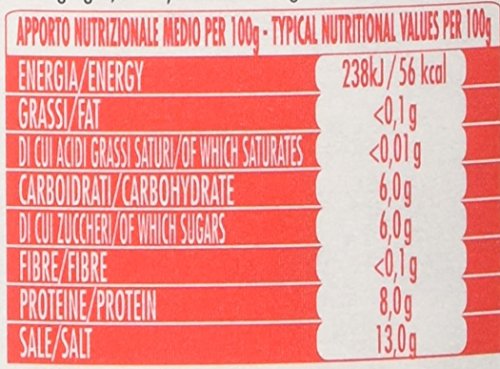 APPORTO NUTRIZIONALE MEDIO PER 100g - TYPICAL NUTRITIONAL VALUES PER 100g
ENERGIA/ENERGY 238kJ/56 kcal
GRASSI/FAT <0,1g
DI CUI ACIDI GRASSI SATURI/OF WHICH SATURATES <0,01g
CARBOIDRATI/CARBOHYDRATE 6,0g
DI CUI ZUCCHERI/OF WHICH SUGARS 6,0g
FIBRE/FIBRE <0,1g
PROTEINE/PROTEIN 8,0g
SALE/SALT 13,0g